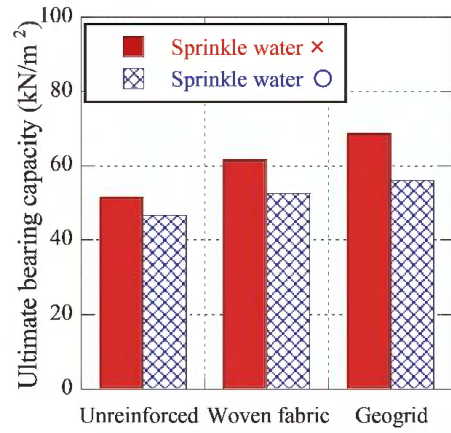 Ultimate bearing capacity (kN/m²)
100
80
60
40
20
0
Sprinkle water ×
Sprinkle water ○
Unreinforced Woven fabric Geogrid